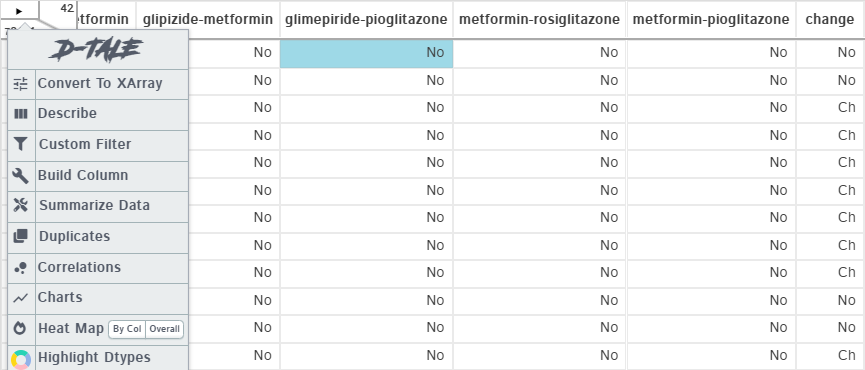 42 etformin glipizide-metformin glimepiride-pioglitazone metformin-rosiglitazone metformin-pioglitazone change
D-TALE
No No No No No
Convert To XArray No No No No No
Describe No No No No Ch
Custom Filter No No No No Ch
Build Column No No No No Ch
Summarize Data No No No No Ch
No No No No Ch
Duplicates No No No No Ch
Correlations No No No No Ch
Charts No No No No No
Heat Map By Col Overall No No No No No
Highlight Dtypes No No No No Ch